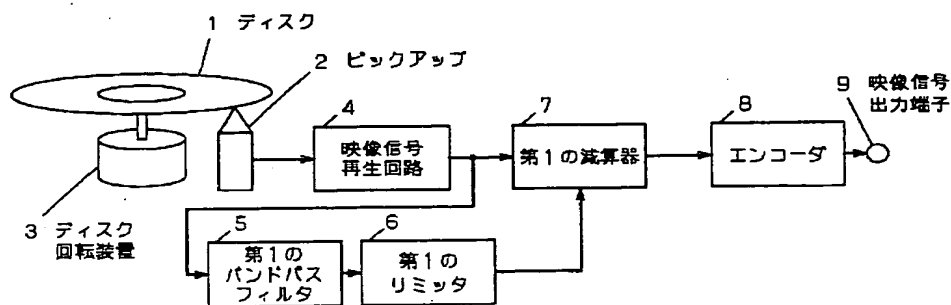 1 ディスク
2 ピックアップ
3 ディスク
回転装置
4
映像信号
再生回路
5
第1の
バンドパス
フィルタ
6
第1の
リミッタ
7
第1の減算器
8
エンコーダ
9 映像信号
出力端子